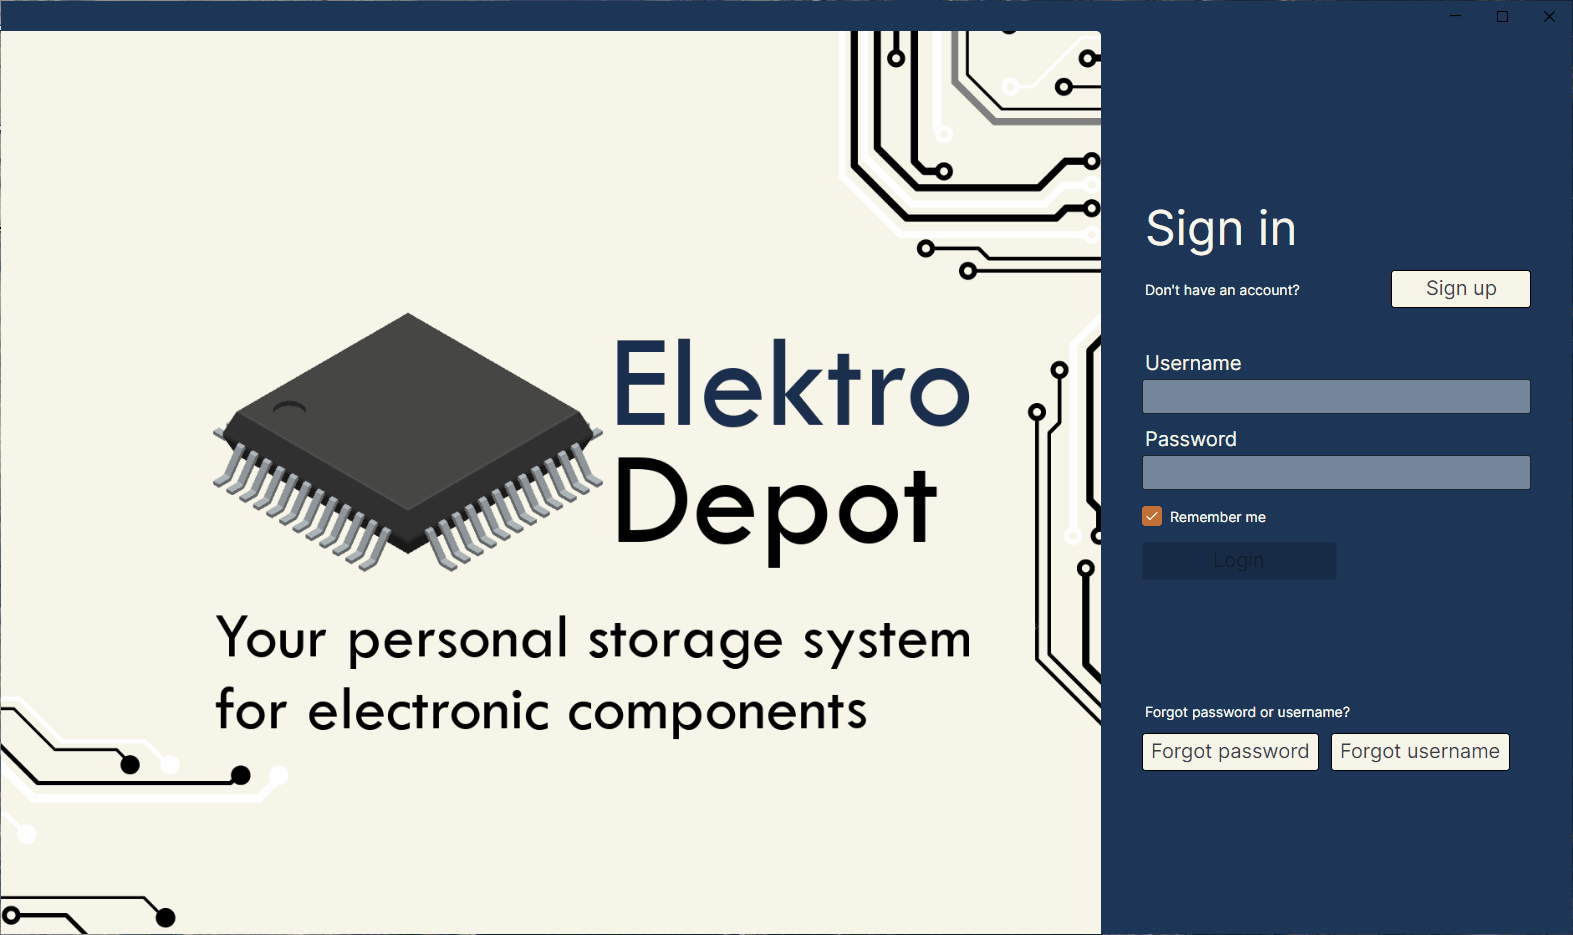 Elektro
Depot
Your personal storage system
for electronic components
Sign in
Don't have an account?
Sign up
Username
Password
Remember me
Login
Forgot password or username?
Forgot password
Forgot username